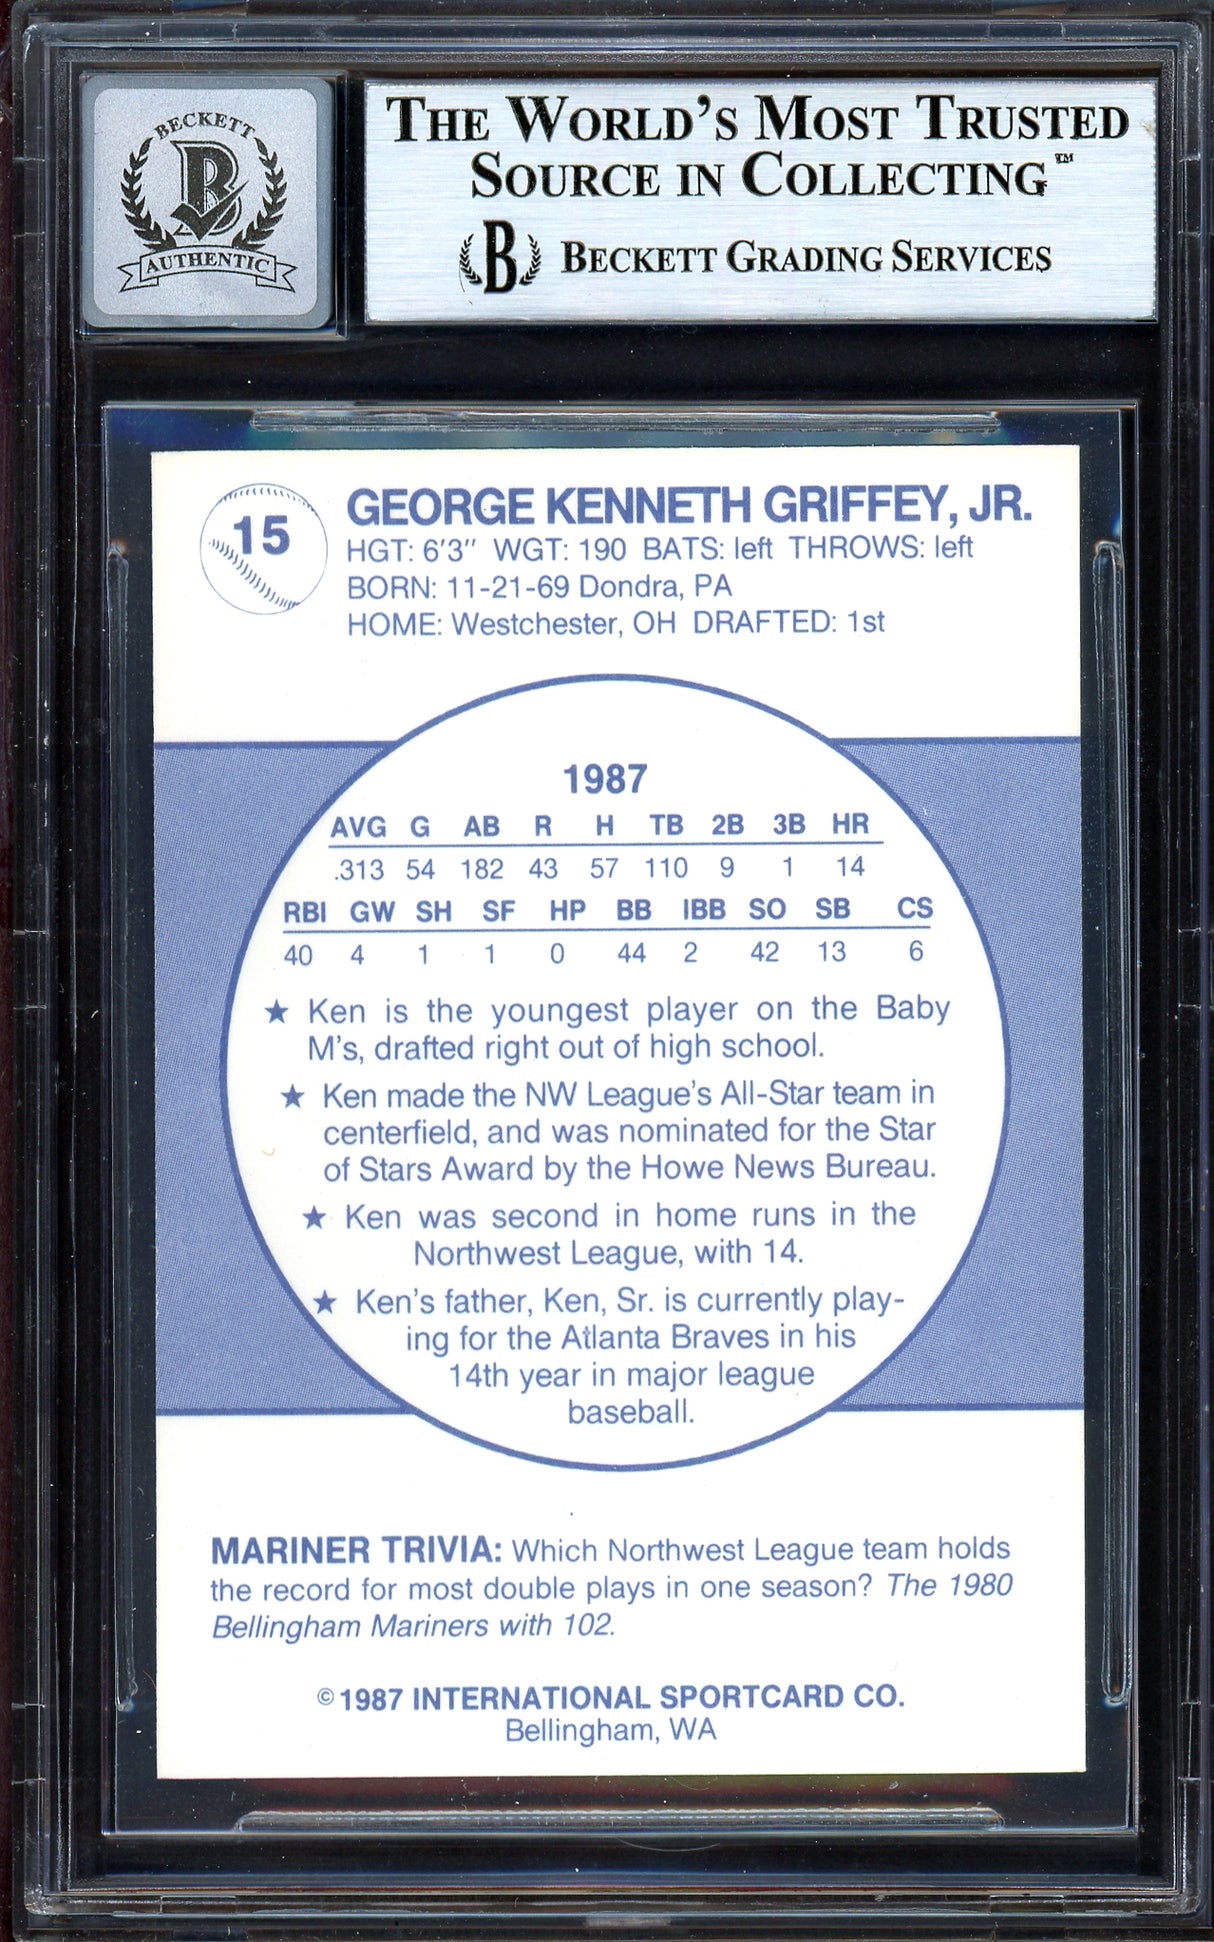 BECKETT
B
AUTHENTIC
THE WORLD'S MOST TRUSTED
SOURCE IN COLLECTING™
B BECKETT GRADING SERVICES
15
GEORGE KENNETH GRIFFEY, JR.
HGT: 6'3" WGT: 190 BATS: left THROWS: left
BORN: 11-21-69 Dondra, PA
HOME: Westchester, OH DRAFTED: 1st
1987
AVG G AB R H TB 2B 3B HR
.313 54 182 43 57 110 9 1 14
RBI GW SH SF HP BB IBB SO SB CS
40 4 1 1 0 44 2 42 13 6
★ Ken is the youngest player on the Baby
M's, drafted right out of high school.
★ Ken made the NW League's All-Star team in
centerfield, and was nominated for the Star
of Stars Award by the Howe News Bureau.
★ Ken was second in home runs in the
Northwest League, with 14.
★ Ken's father, Ken, Sr. is currently play-
ing for the Atlanta Braves in his
14th year in major league
baseball.
MARINER TRIVIA: Which Northwest League team holds
the record for most double plays in one season? The 1980
Bellingham Mariners with 102.
© 1987 INTERNATIONAL SPORTCARD CO.
Bellingham, WA